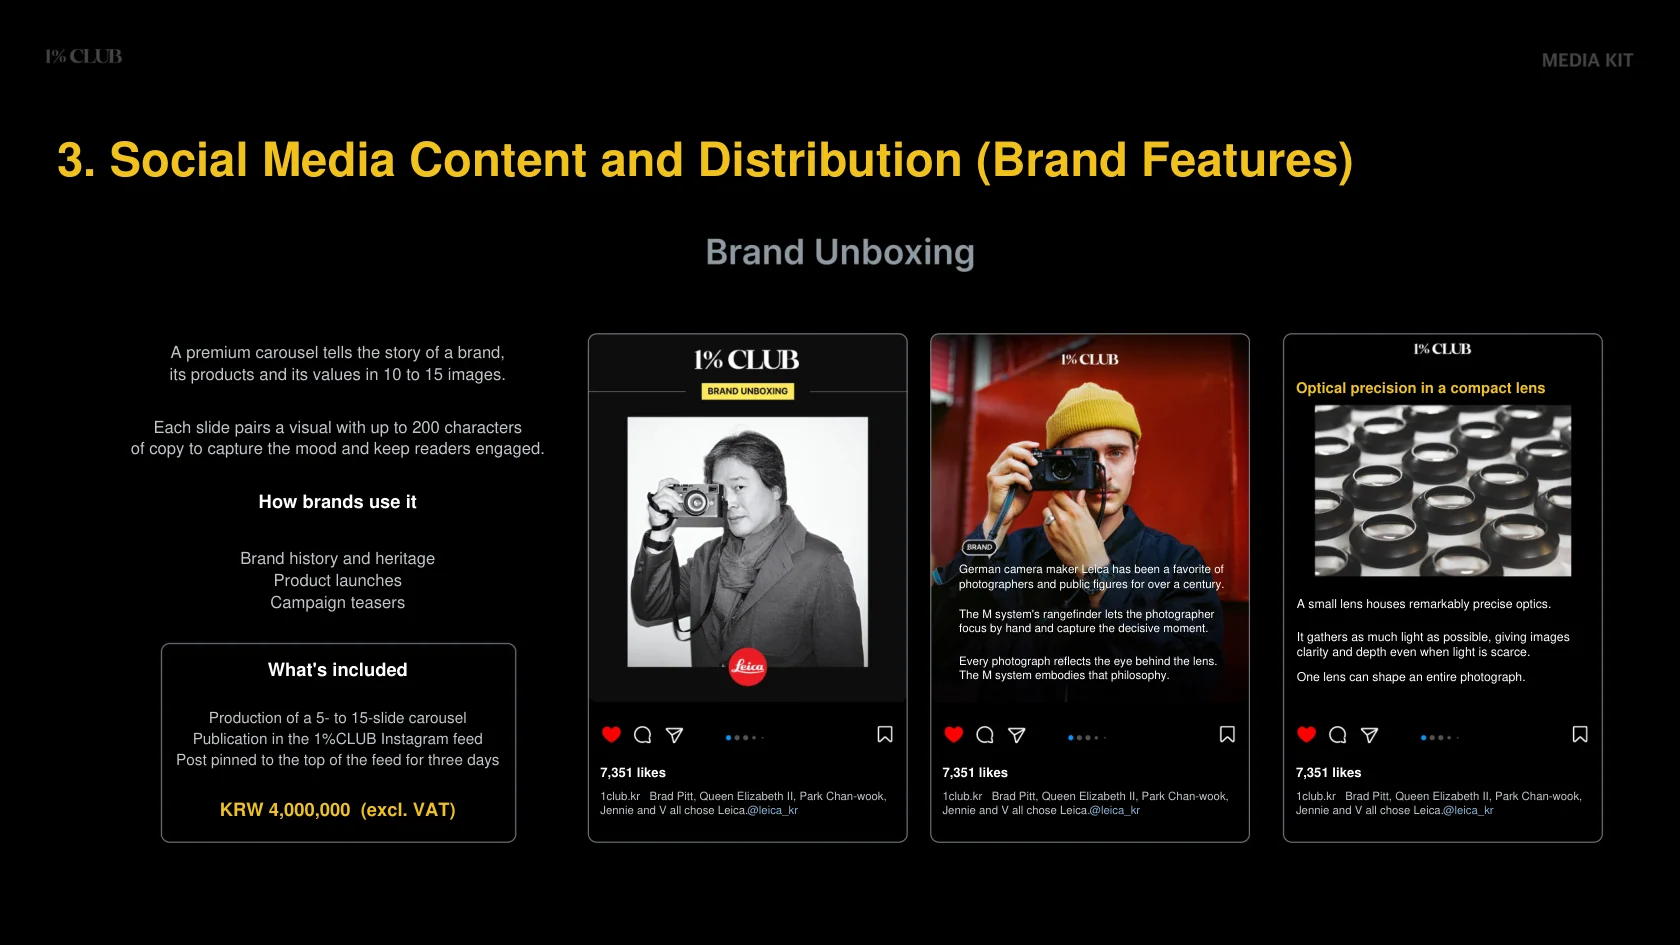 1% CLUB
MEDIA KIT
3. Social Media Content and Distribution (Brand Features)
Brand Unboxing
A premium carousel tells the story of a brand,
its products and its values in 10 to 15 images.
Each slide pairs a visual with up to 200 characters
of copy to capture the mood and keep readers engaged.
How brands use it
Brand history and heritage
Product launches
Campaign teasers
What's included
Production of a 5- to 15-slide carousel
Publication in the 1%CLUB Instagram feed
Post pinned to the top of the feed for three days
KRW 4,000,000 (excl. VAT)
1% CLUB
BRAND UNBOXING
Leica
7,351 likes
1club.kr Brad Pitt, Queen Elizabeth II, Park Chan-wook,
Jennie and V all chose Leica.@leica_kr
1% CLUB
BRAND
German camera maker Leica has been a favorite of
photographers and public figures for over a century.
The M system's rangefinder lets the photographer
focus by hand and capture the decisive moment.
Every photograph reflects the eye behind the lens.
The M system embodies that philosophy.
7,351 likes
1club.kr Brad Pitt, Queen Elizabeth II, Park Chan-wook,
Jennie and V all chose Leica.@leica_kr
1% CLUB
Optical precision in a compact lens
A small lens houses remarkably precise optics.
It gathers as much light as possible, giving images
clarity and depth even when light is scarce.
One lens can shape an entire photograph.
7,351 likes
1club.kr Brad Pitt, Queen Elizabeth II, Park Chan-wook,
Jennie and V all chose Leica.@leica_kr